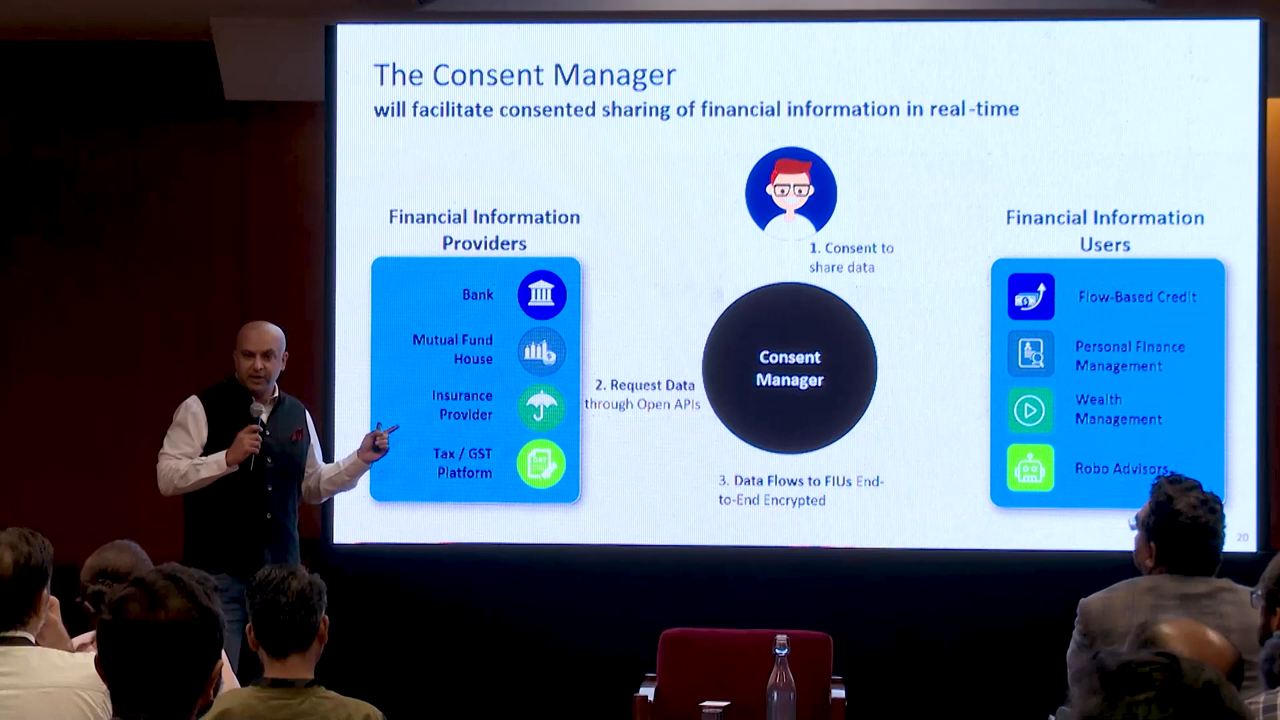 The Consent Manager
will facilitate consented sharing of financial information in real-time
Financial Information
Providers
Bank
Mutual Fund
House
Insurance
Provider
Tax / GST
Platform
1. Consent to
share data
Consent
Manager
2. Request Data
through Open APIs
3. Data Flows to FIUs End-
to-End Encrypted
Financial Information
Users
Flow-Based Credit
Personal Finance
Management
Wealth
Management
Robo Advisors
20